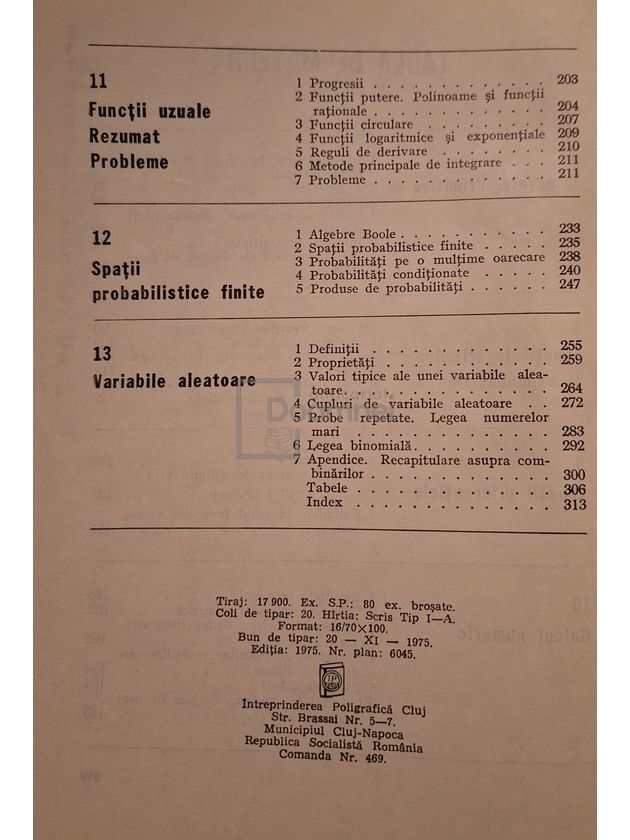 11
Funcții uzuale
Rezumat
Probleme
1 Progresii . . . . . . . . . . . . . 203
2 Funcții putere. Polinoame și funcții
raționale . . . . . . . . . . . . . 204
3 Funcții circulare . . . . . . . . . 207
4 Funcții logaritmice și exponențiale 209
5 Reguli de derivare . . . . . . . . 210
6 Metode principale de integrare . . . 211
7 Probleme . . . . . . . . . . . . . 211
12
Spații
probabilistice finite
1 Algebre Boole . . . . . . . . . . . 233
2 Spații probabilistice finite . . . . . 235
3 Probabilități pe o mulțime oarecare 238
4 Probabilități condiționate . . . . . 240
5 Produse de probabilități . . . . . . 247
13
Variabile aleatoare
1 Definiții . . . . . . . . . . . . . 255
2 Proprietăți . . . . . . . . . . . . 259
3 Valori tipice ale unei variabile alea-
toare . . . . . . . . . . . . . . . 264
4 Cupluri de variabile aleatoare . . 272
5 Probe repetate. Legea numerelor
mari . . . . . . . . . . . . . . 283
6 Legea binomială . . . . . . . . . . 292
7 Apendice. Recapitulare asupra com-
binărilor . . . . . . . . . . . . . 300
Tabele . . . . . . . . . . . . . . 306
Index . . . . . . . . . . . . . . 313
Tiraj: 17 900. Ex. S.P.: 80 ex. broșate.
Coli de tipar: 20. Hîrtia: Scris Tip I—A.
Format: 16/70×100.
Bun de tipar: 20 — XI — 1975.
Ediția: 1975. Nr. plan: 6045.
Întreprinderea Poligrafică Cluj
Str. Brassai Nr. 5—7.
Municipiul Cluj-Napoca
Republica Socialistă România
Comanda Nr. 469.